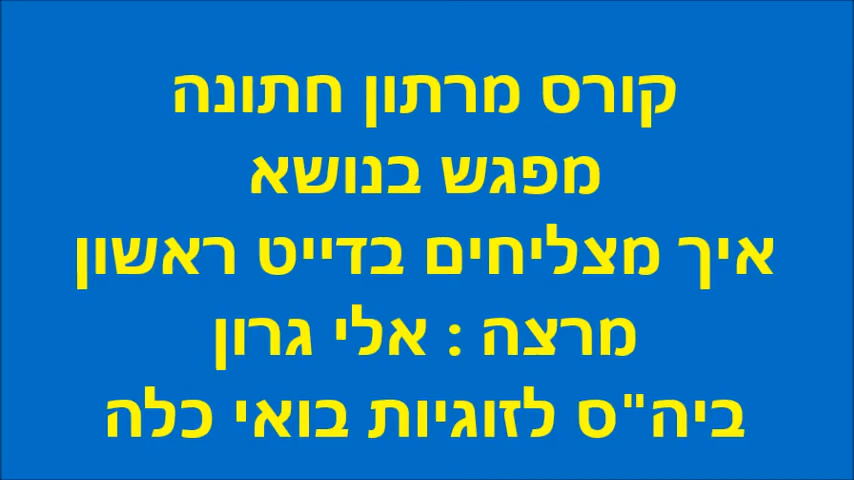 קורס מרתון חתונה
מפגש בנושא
איך מצליחים בדייט ראשון
מרצה : אלי גרון
ביה"ס לזוגיות בואי כלה